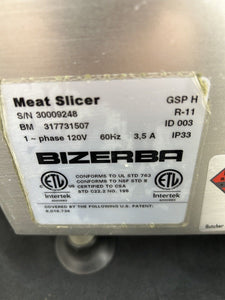 Meat Slicer GSP H
S/N 30009248 R-11
BM 317731507 ID 003
1 ~ phase 120V 60Hz 3,5 A IP33
BIZERBA
ETL Intertek
CONFORMS TO UL STD 763
CONFORMS TO NSF STD 8
CERTIFIED TO CSA
STD C22.2 NO. 195
ETL Intertek
COVERED BY THE FOLLOWING U.S. PATENT: